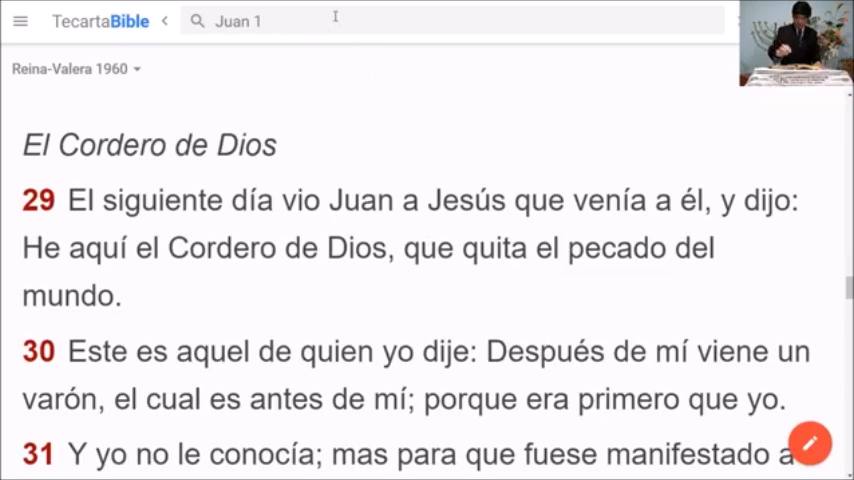 TecartaBible
Juan 1
Reina-Valera 1960
El Cordero de Dios
29 El siguiente día vio Juan a Jesús que venía a él, y dijo:
He aquí el Cordero de Dios, que quita el pecado del
mundo.
30 Este es aquel de quien yo dije: Después de mí viene un
varón, el cual es antes de mí; porque era primero que yo.
31 Y yo no le conocía; mas para que fuese manifestado a